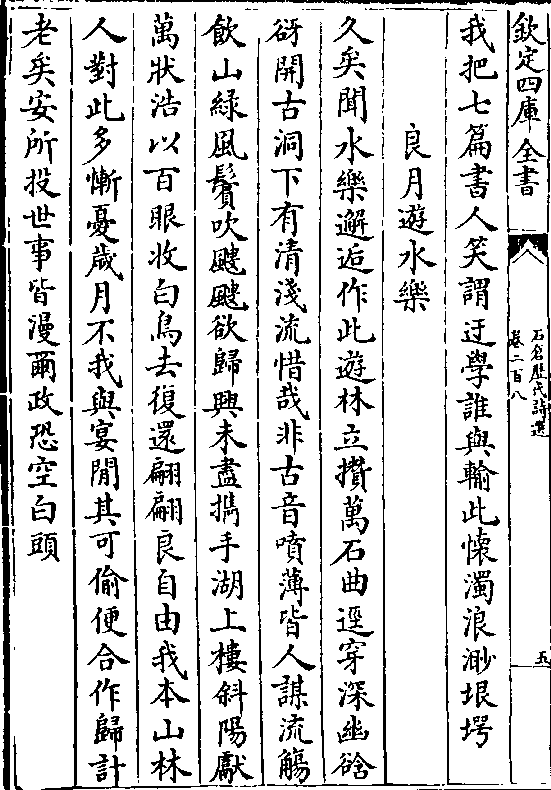 欽定四庫全書
石倉歷代詩選
卷二百八
五
我把七篇書人笑謂迂學誰與輸此懷濁浪渺垠堮
良月遊水樂
久矣聞水樂邂逅作此遊林立攢萬石曲逕穿深幽谽
谺開古洞下有清淺流惜哉非古音噴薄皆人謀流觴
飲山綠風鬢吹颼颼欲歸興未盡攜手湖上樓斜陽獻
萬狀浩以百眼收白鳥去復還翩翩良自由我本山林
人對此多慚憂歲月不我與宴閒其可偷便合作歸計
老矣安所投世事皆漫爾政恐空白頭